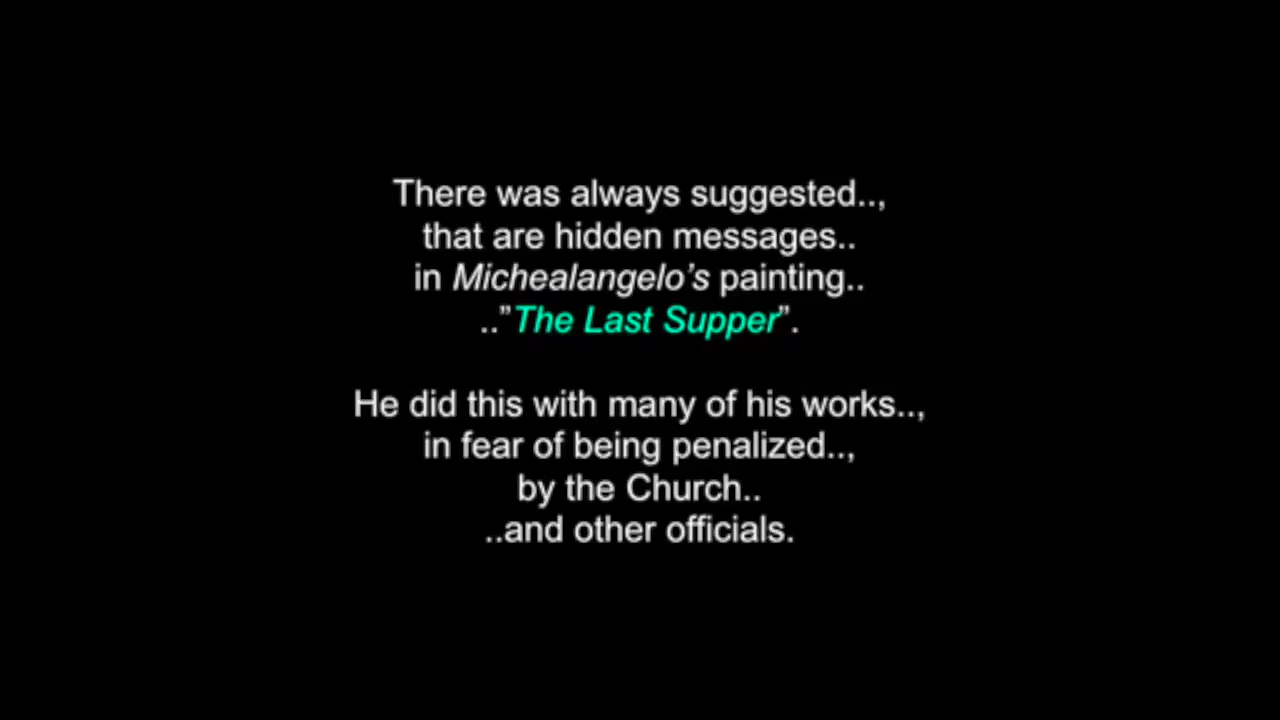 There was always suggested..,
that are hidden messages..
in Michealangelo’s painting..
..”The Last Supper”.
He did this with many of his works..,
in fear of being penalized..,
by the Church..
..and other officials.